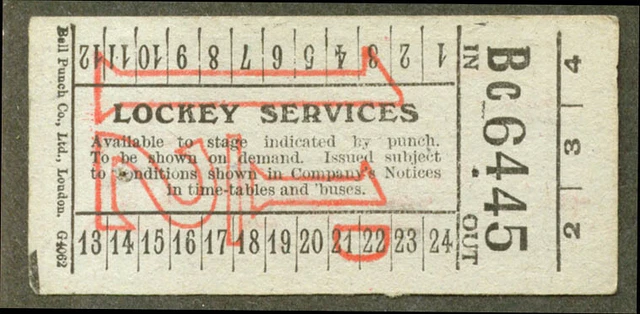 12 11 10 9 8 7 6 5 4 3 2 1
LOCKEY SERVICES
Available to stage indicated by punch.
To be shown on demand. Issued subject
to conditions shown in Company's Notices
in time-tables and 'buses.
13 14 15 16 17 18 19 20 21 22 23 24
Bell Punch Co., Ltd., London. G4062
IN
OUT
Bc 6445
2 3 4